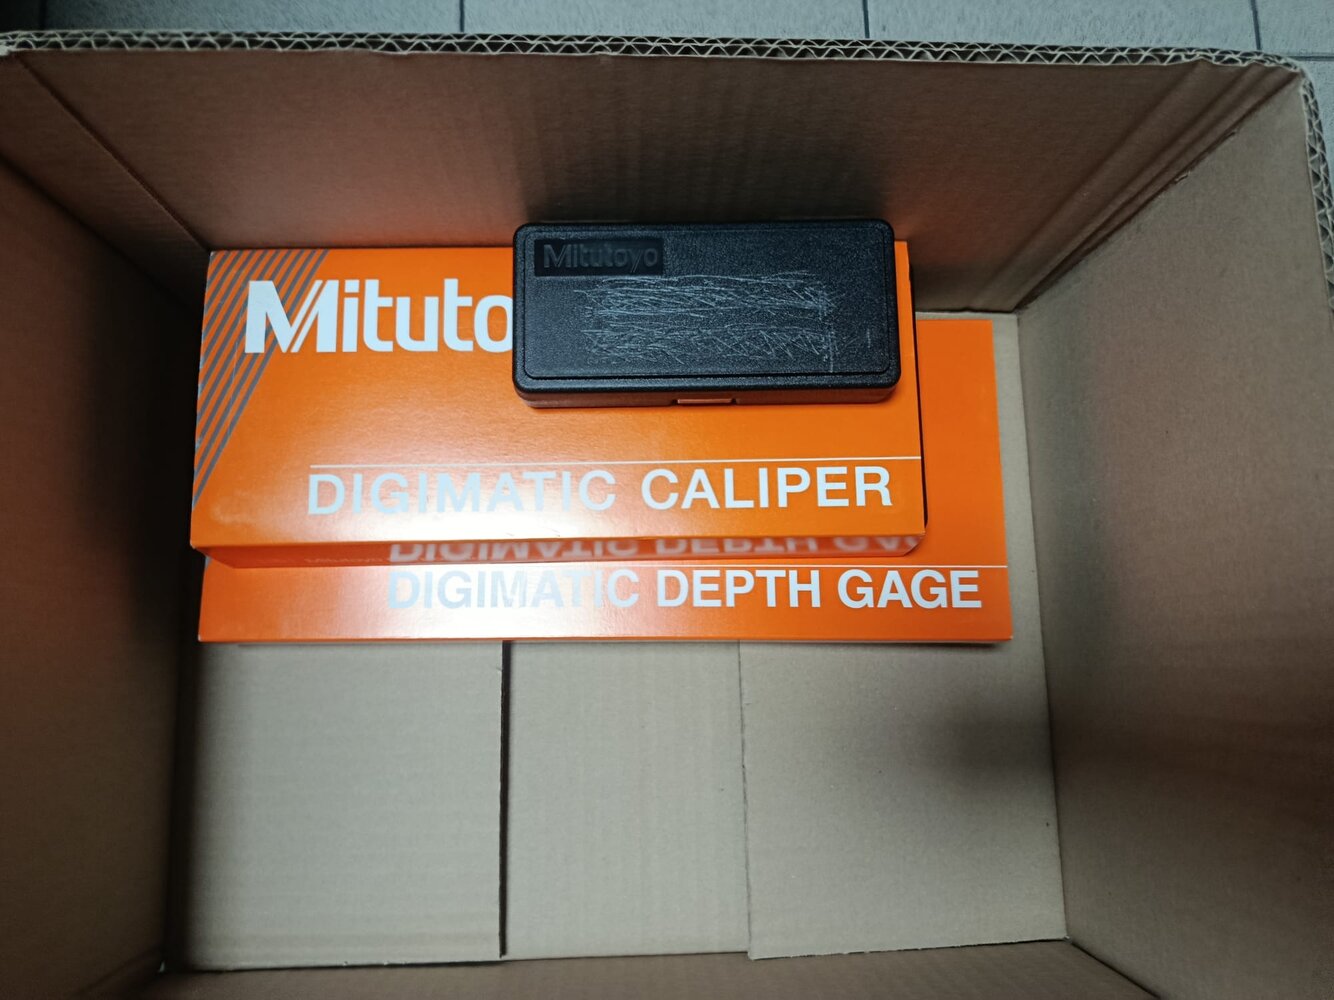 Mitutoyo
Mituto
DIGIMATIC CALIPER
DIGIMATIC DEPTH GAGE